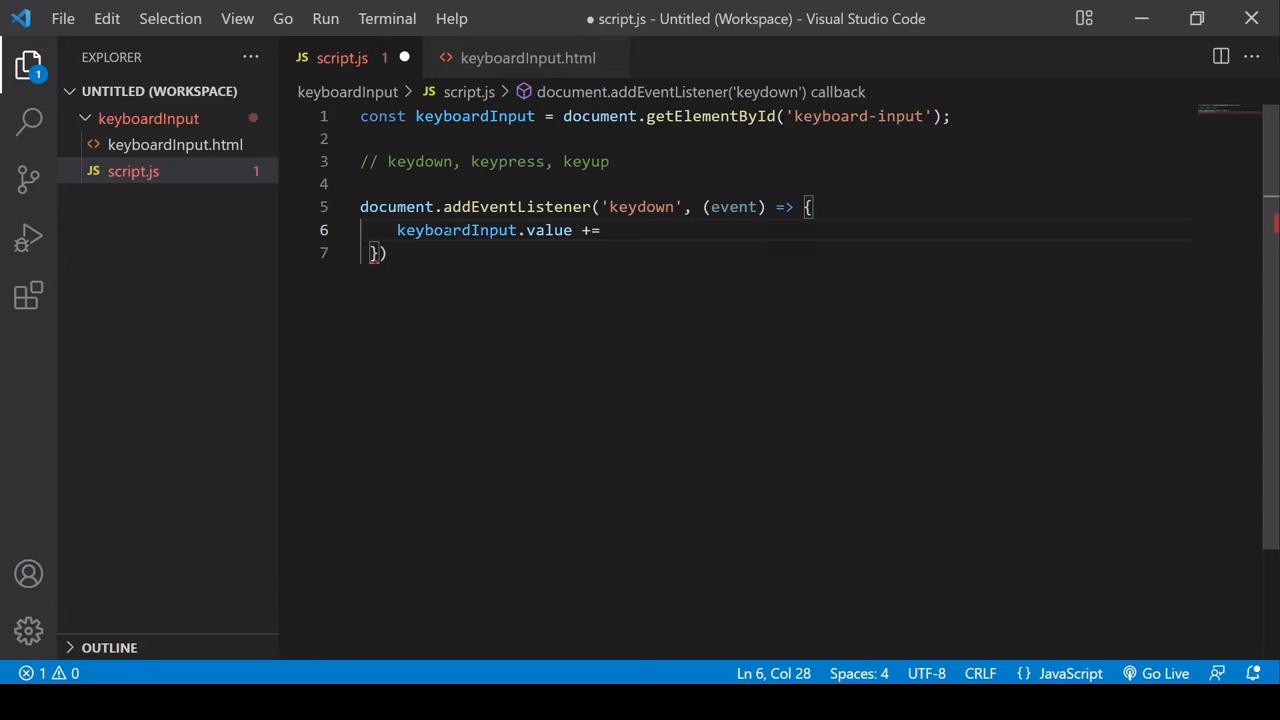 File Edit Selection View Go Run Terminal Help ● script.js - Untitled (Workspace) - Visual Studio Code
EXPLORER ···
JS script.js 1 ●
<> keyboardInput.html
1
UNTITLED (WORKSPACE)
keyboardInput
<> keyboardInput.html
JS script.js 1
keyboardInput > JS script.js > document.addEventListener('keydown') callback
1 const keyboardInput = document.getElementById('keyboard-input');
2
3 // keydown, keypress, keyup
4
5 document.addEventListener('keydown', (event) => {
6 keyboardInput.value +=
7 })
OUTLINE
1 0 Ln 6, Col 28 Spaces: 4 UTF-8 CRLF {} JavaScript Go Live